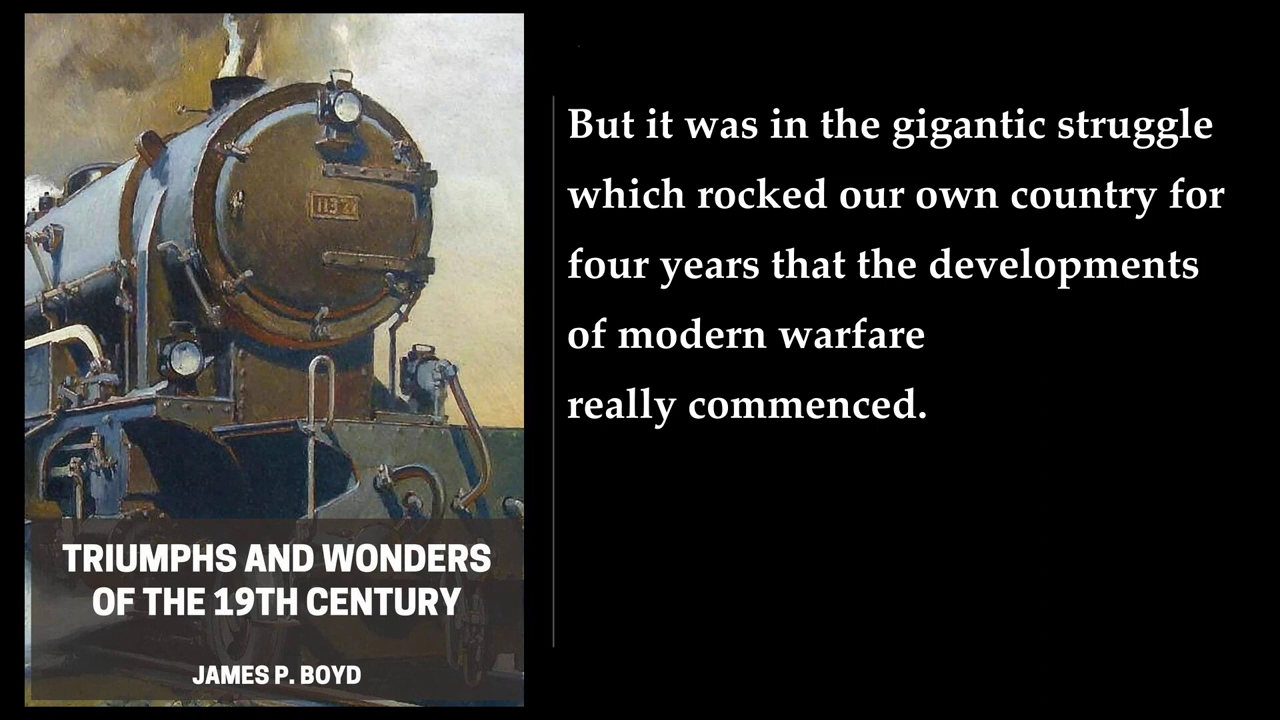 But it was in the gigantic struggle
which rocked our own country for
four years that the developments
of modern warfare
really commenced.
TRIUMPHS AND WONDERS
OF THE 19TH CENTURY
JAMES P. BOYD